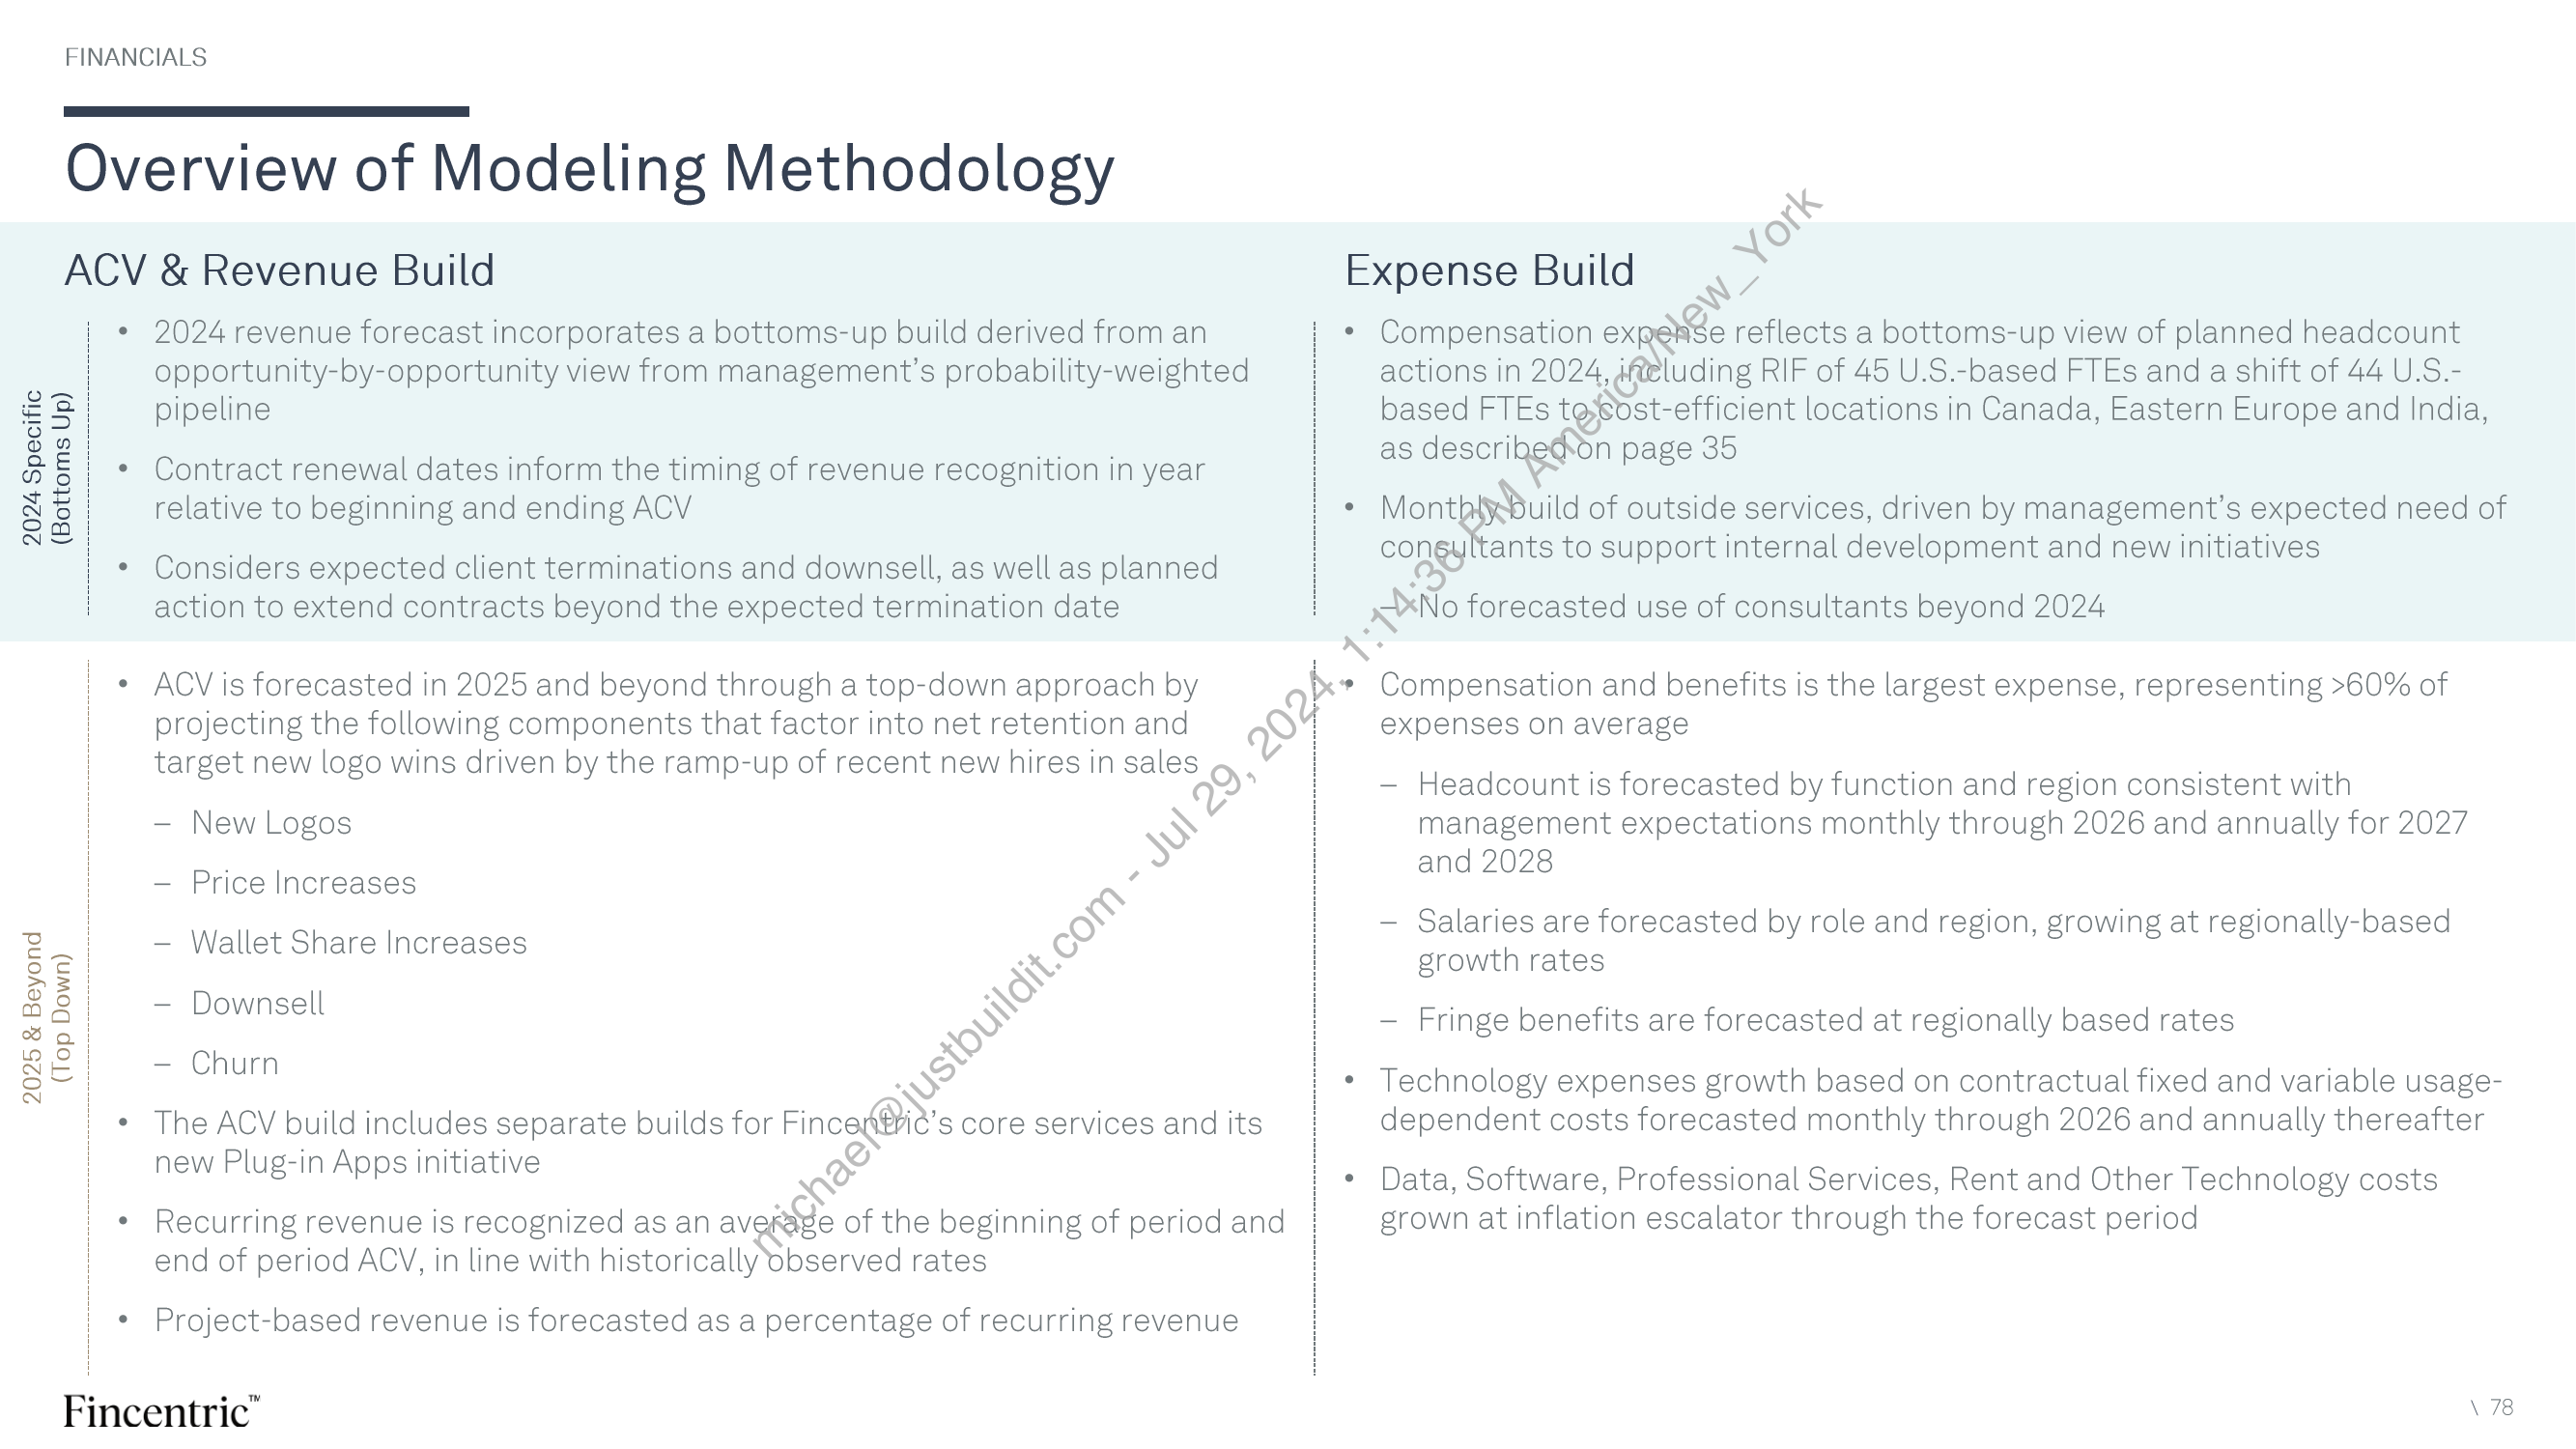 FINANCIALS
Overview of Modeling Methodology
ACV & Revenue Build
2024 Specific
(Bottoms Up)
• 2024 revenue forecast incorporates a bottoms-up build derived from an
opportunity-by-opportunity view from management’s probability-weighted
pipeline
• Contract renewal dates inform the timing of revenue recognition in year
relative to beginning and ending ACV
• Considers expected client terminations and downsell, as well as planned
action to extend contracts beyond the expected termination date
Expense Build
• Compensation expense reflects a bottoms-up view of planned headcount
actions in 2024, including RIF of 45 U.S.-based FTEs and a shift of 44 U.S.-
based FTEs to cost-efficient locations in Canada, Eastern Europe and India,
as described on page 35
• Monthly build of outside services, driven by management’s expected need of
consultants to support internal development and new initiatives
– No forecasted use of consultants beyond 2024
2025 & Beyond
(Top Down)
• ACV is forecasted in 2025 and beyond through a top-down approach by
projecting the following components that factor into net retention and
target new logo wins driven by the ramp-up of recent new hires in sales
– New Logos
– Price Increases
– Wallet Share Increases
– Downsell
– Churn
• The ACV build includes separate builds for Fincentric’s core services and its
new Plug-in Apps initiative
• Recurring revenue is recognized as an average of the beginning of period and
end of period ACV, in line with historically observed rates
• Project-based revenue is forecasted as a percentage of recurring revenue
• Compensation and benefits is the largest expense, representing >60% of
expenses on average
– Headcount is forecasted by function and region consistent with
management expectations monthly through 2026 and annually for 2027
and 2028
– Salaries are forecasted by role and region, growing at regionally-based
growth rates
– Fringe benefits are forecasted at regionally based rates
• Technology expenses growth based on contractual fixed and variable usage-
dependent costs forecasted monthly through 2026 and annually thereafter
• Data, Software, Professional Services, Rent and Other Technology costs
grown at inflation escalator through the forecast period
michael@justbuildit.com - Jul 29, 2024, 1:14:36 PM America/New_York
Fincentric™
\ 78